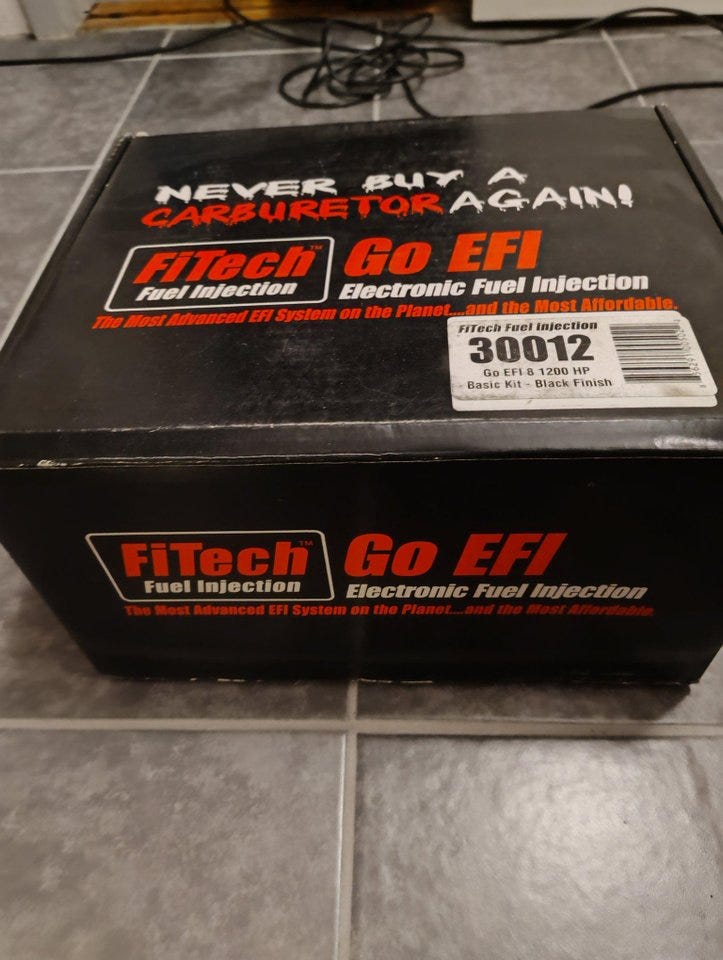 NEVER BUY A
CARBURETOR AGAIN!
FiTech™ Go EFI
Fuel Injection Electronic Fuel Injection
The Most Advanced EFI System on the Planet....and the Most Affordable.
FiTech Fuel Injection
30012
Go EFI 8 1200 HP
Basic Kit - Black Finish
FiTech™ Go EFI
Fuel Injection Electronic Fuel Injection
The Most Advanced EFI System on the Planet....and the Most Affordable.